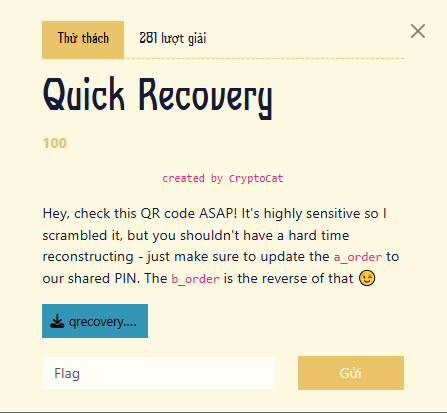 Thử thách
281 lượt giải
Quick Recovery
100
created by CryptoCat
Hey, check this QR code ASAP! It's highly sensitive so I
scrambled it, but you shouldn't have a hard time
reconstructing - just make sure to update the a_order to
our shared PIN. The b_order is the reverse of that 😉
qrecovery....
Flag
Gửi